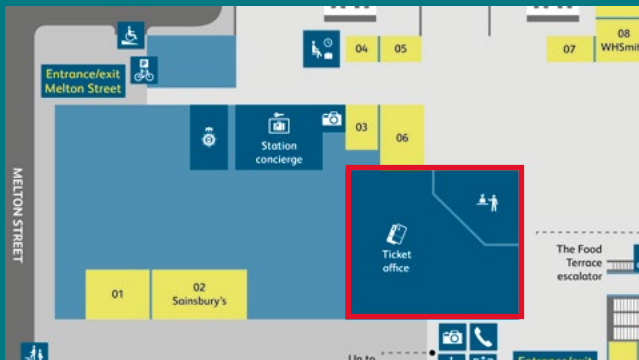 04
05
07
08
WHSmit
Entrance/exit
Melton Street
P
03
06
Station
concierge
MELTON STREET
Ticket
office
The Food
Terrace
escalator
01
02
Sainsbury's
Up to
Entrance/exit